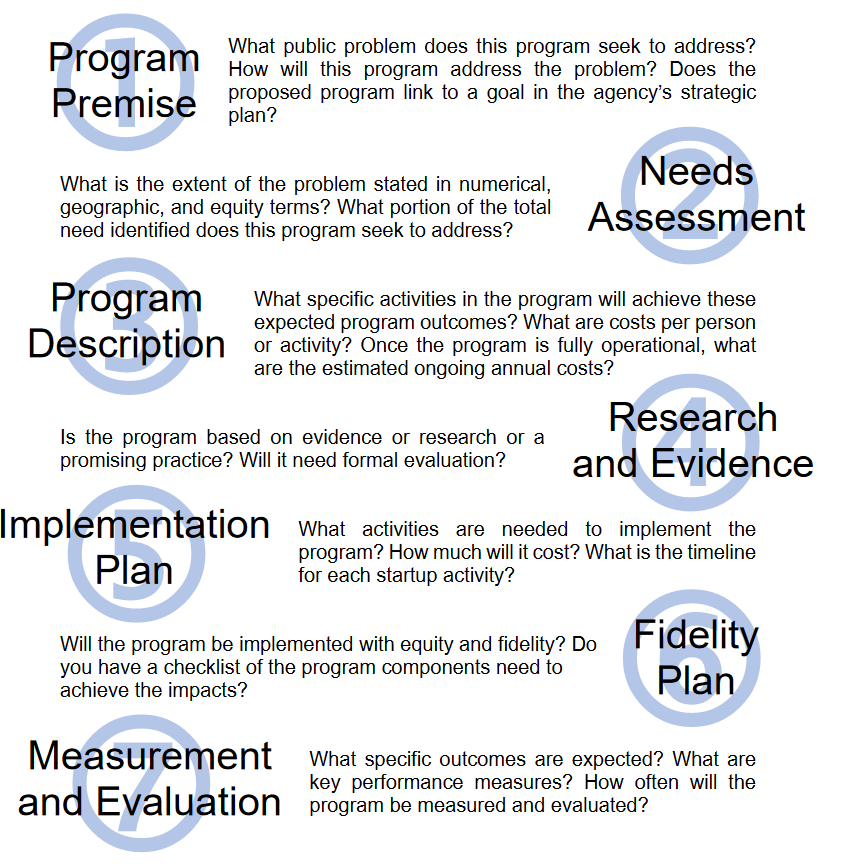 1
Program
Premise
What public problem does this program seek to address?
How will this program address the problem? Does the
proposed program link to a goal in the agency's strategic
plan?
2
Needs
Assessment
What is the extent of the problem stated in numerical,
geographic, and equity terms? What portion of the total
need identified does this program seek to address?
3
Program
Description
What specific activities in the program will achieve these
expected program outcomes? What are costs per person
or activity? Once the program is fully operational, what
are the estimated ongoing annual costs?
4
Research
and Evidence
Is the program based on evidence or research or a
promising practice? Will it need formal evaluation?
5
Implementation
Plan
What activities are needed to implement the
program? How much will it cost? What is the timeline
for each startup activity?
6
Fidelity
Plan
Will the program be implemented with equity and fidelity? Do
you have a checklist of the program components need to
achieve the impacts?
7
Measurement
and Evaluation
What specific outcomes are expected? What are
key performance measures? How often will the
program be measured and evaluated?